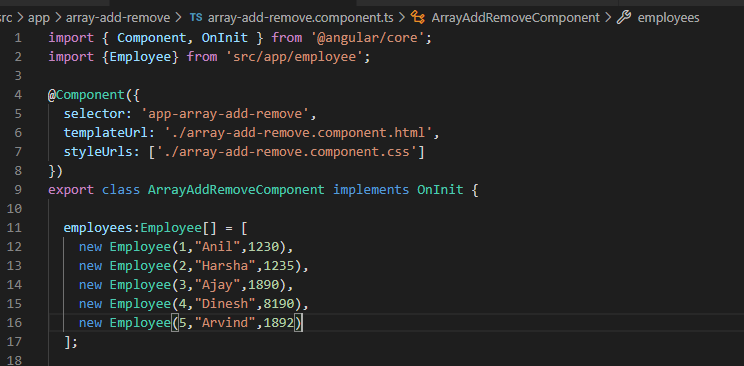 src > app > array-add-remove > TS array-add-remove.component.ts > ArrayAddRemoveComponent > employees
1 import { Component, OnInit } from '@angular/core';
2 import {Employee} from 'src/app/employee';
3
4 @Component({
5 selector: 'app-array-add-remove',
6 templateUrl: './array-add-remove.component.html',
7 styleUrls: ['./array-add-remove.component.css']
8 })
9 export class ArrayAddRemoveComponent implements OnInit {
10
11 employees:Employee[] = [
12 new Employee(1,"Anil",1230),
13 new Employee(2,"Harsha",1235),
14 new Employee(3,"Ajay",1890),
15 new Employee(4,"Dinesh",8190),
16 new Employee(5,"Arvind",1892)
17 ];
18